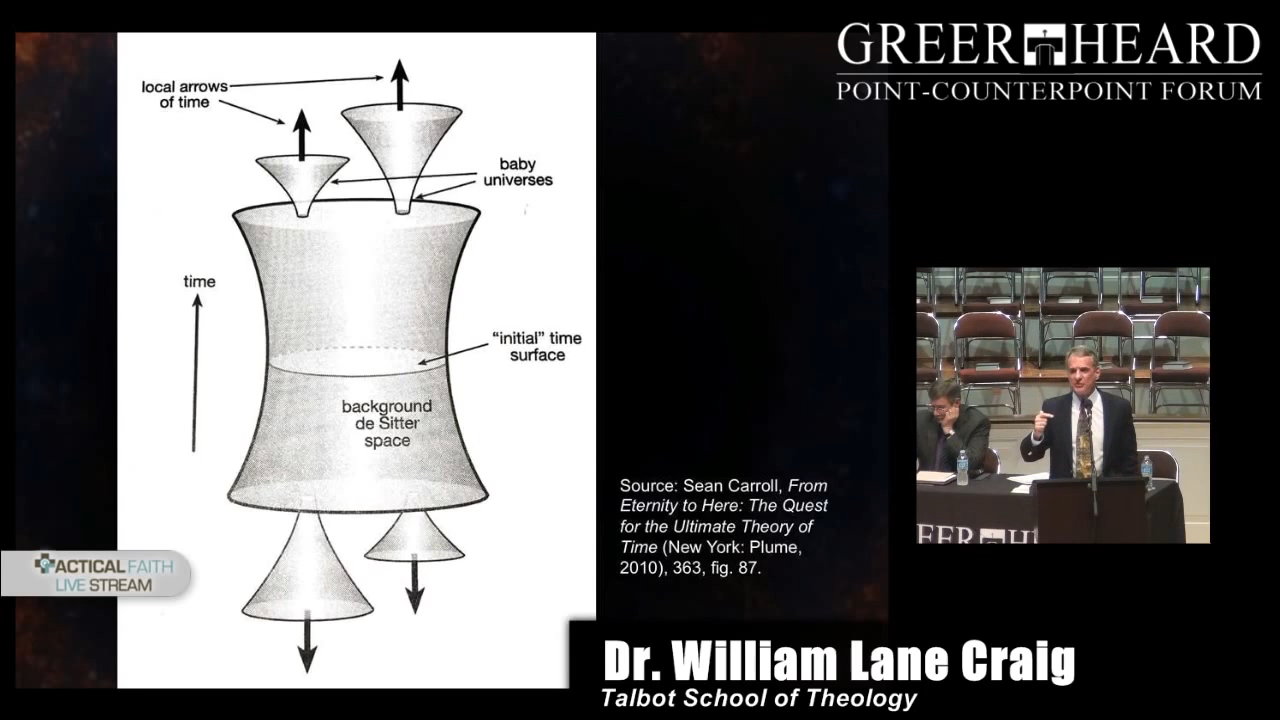 GREER HEARD
POINT-COUNTERPOINT FORUM
local arrows
of time
baby
universes
time
"initial" time
surface
background
de Sitter
space
Source: Sean Carroll, From
Eternity to Here: The Quest
for the Ultimate Theory of
Time (New York: Plume,
2010), 363, fig. 87.
TACTICAL FAITH
LIVE STREAM
GREER H
Dr. William Lane Craig
Talbot School of Theology